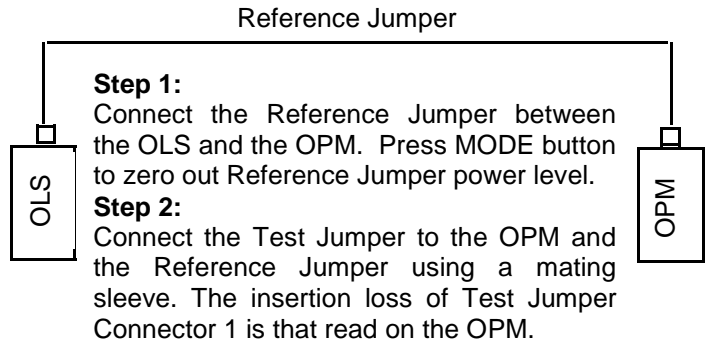 Reference Jumper
Step 1:
Connect the Reference Jumper between
the OLS and the OPM. Press MODE button
to zero out Reference Jumper power level.
Step 2:
Connect the Test Jumper to the OPM and
the Reference Jumper using a mating
sleeve. The insertion loss of Test Jumper
Connector 1 is that read on the OPM.
OLS
OPM